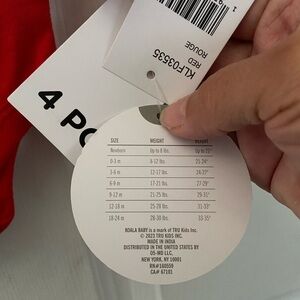 KLF03535
RED
ROUGE
4 PC
SIZE WEIGHT HEIGHT
Newborn Up to 8 lbs. Up to 21"
0-3 m 8-12 lbs. 21-24"
3-6 m 12-17 lbs. 24-27"
6-9 m 17-21 lbs. 27-29"
9-12 m 21-25 lbs. 29-31"
12-18 m 25-28 lbs. 31-33"
18-24 m 28-30 lbs. 33-35"
KOALA BABY is a mark of TRU Kids INC.
© 2023 TRU KIDS INC.
MADE IN INDIA
DISTRIBUTED IN THE UNITED STATES BY
O5-MD LLC.
NEW YORK, NY 10001
RN#160559
CA# 67181